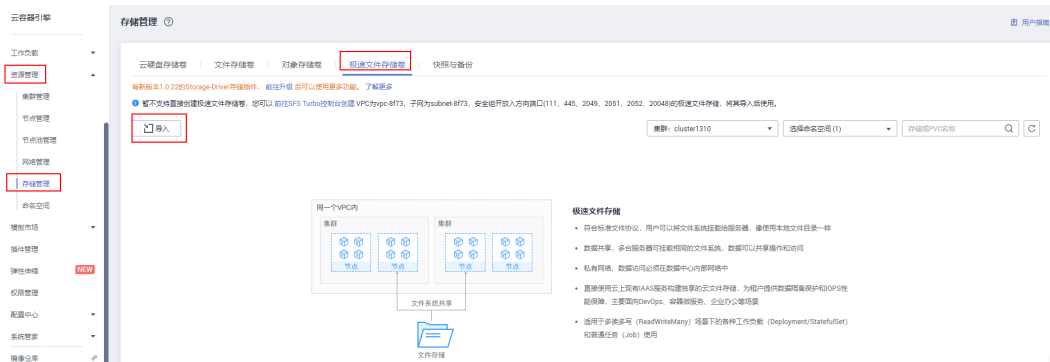 云容器引擎
存储管理
用户指南
工作负载
资源管理
集群管理
节点管理
节点池管理
网络管理
存储管理
命名空间
模板市场
插件管理
弹性伸缩 NEW
权限管理
配置中心
系统管家
镜像仓库
云硬盘存储卷 文件存储卷 对象存储卷 极速文件存储卷 快照与备份
有新版本1.0.22的Storage-Driver存储插件，前往升级 后可以使用更多功能。 了解更多
暂不支持直接创建极速文件存储卷，您可以 前往SFS Turbo控制台创建 VPC为vpc-8f73，子网为subnet-8f73，安全组开放入方向端口(111、445、2049、2051、2052、20048)的极速文件存储，将其导入后使用。
导入
集群：cluster1310 选择命名空间 (1) 存储或PVC名称
同一个VPC内
集群 集群
节点 节点 节点 节点
文件系统共享
文件存储
极速文件存储
符合标准文件协议，用户可以将文件系统挂载给服务器，像使用本地文件目录一样
数据共享，多台服务器可挂载相同的文件系统，数据可以共享操作和访问
私有网络，数据访问必须在数据中心内部网络中
直接使用云上现有IAAS服务构建独享的云文件存储，为租户提供数据隔离保护和IOPS性
能保障，主要面向DevOps、容器微服务、企业办公等场景
适用于多读多写（ReadWriteMany）场景下的各种工作负载（Deployment/StatefulSet）
和普通任务（Job）使用